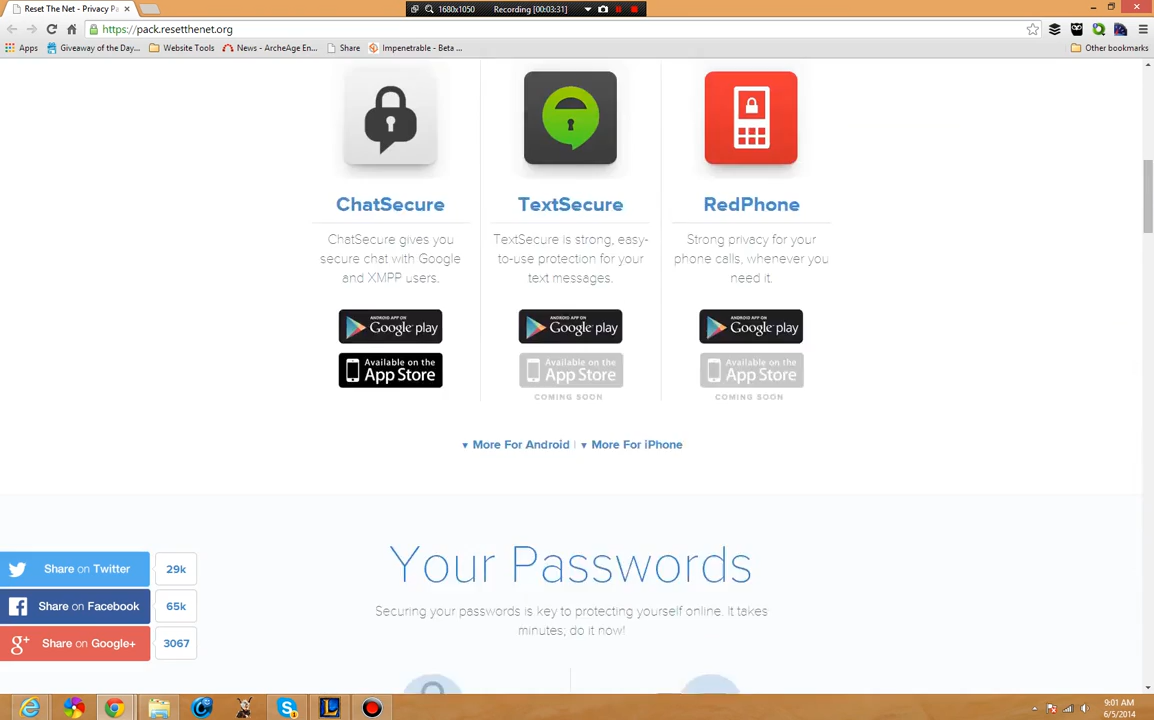 Reset The Net - Privacy Pa
1680x1050
Recording [00:03:31]
https://pack.resetthenet.org
Apps
Giveaway of the Day...
Website Tools
News - ArcheAge En...
Share
Impenetrable - Beta ...
Other bookmarks
ChatSecure
TextSecure
RedPhone
ChatSecure gives you
secure chat with Google
and XMPP users.
TextSecure is strong, easy-
to-use protection for your
text messages.
Strong privacy for your
phone calls, whenever you
need it.
ANDROID APP ON
Google play
ANDROID APP ON
Google play
ANDROID APP ON
Google play
Available on the
App Store
Available on the
App Store
Available on the
App Store
COMING SOON
COMING SOON
▾ More For Android | ▾ More For iPhone
Your Passwords
Securing your passwords is key to protecting yourself online. It takes
minutes; do it now!
Share on Twitter
29k
Share on Facebook
65k
Share on Google+
3067
9:01 AM
6/5/2014